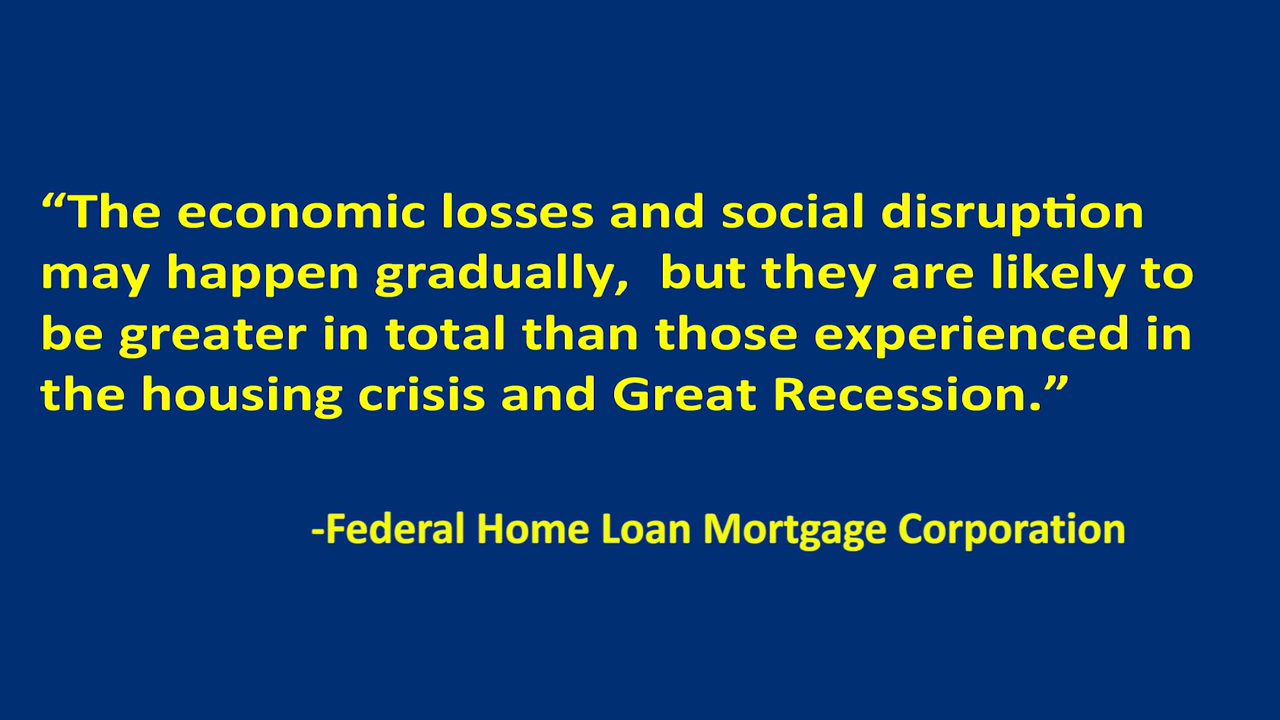 “The economic losses and social disruption
may happen gradually,  but they are likely to
be greater in total than those experienced in
the housing crisis and Great Recession.”
-Federal Home Loan Mortgage Corporation